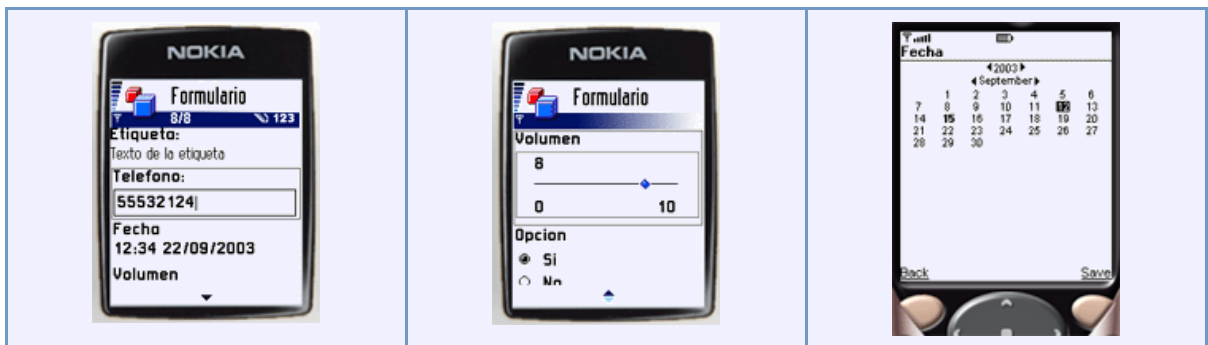 NOKIA
Formulario
8/8 123
Etiqueta:
Texto de la etiqueta
Telefono:
55532124
Fecha
12:34 22/09/2003
Volumen
NOKIA
Formulario
Volumen
8
0 10
Opcion
Si
No
Fecha
2003
September
1 2 3 4 5 6
7 8 9 10 11 12 13
14 15 16 17 18 19 20
21 22 23 24 25 26 27
28 29 30
Back Save